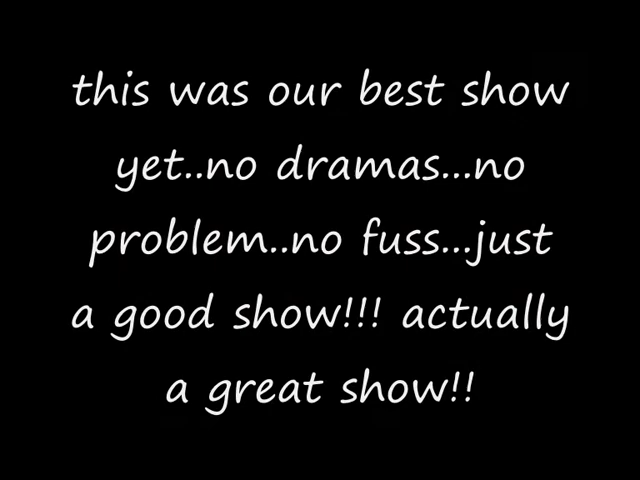 this was our best show
yet..no dramas...no
problem..no fuss...just
a good show!!! actually
a great show!!